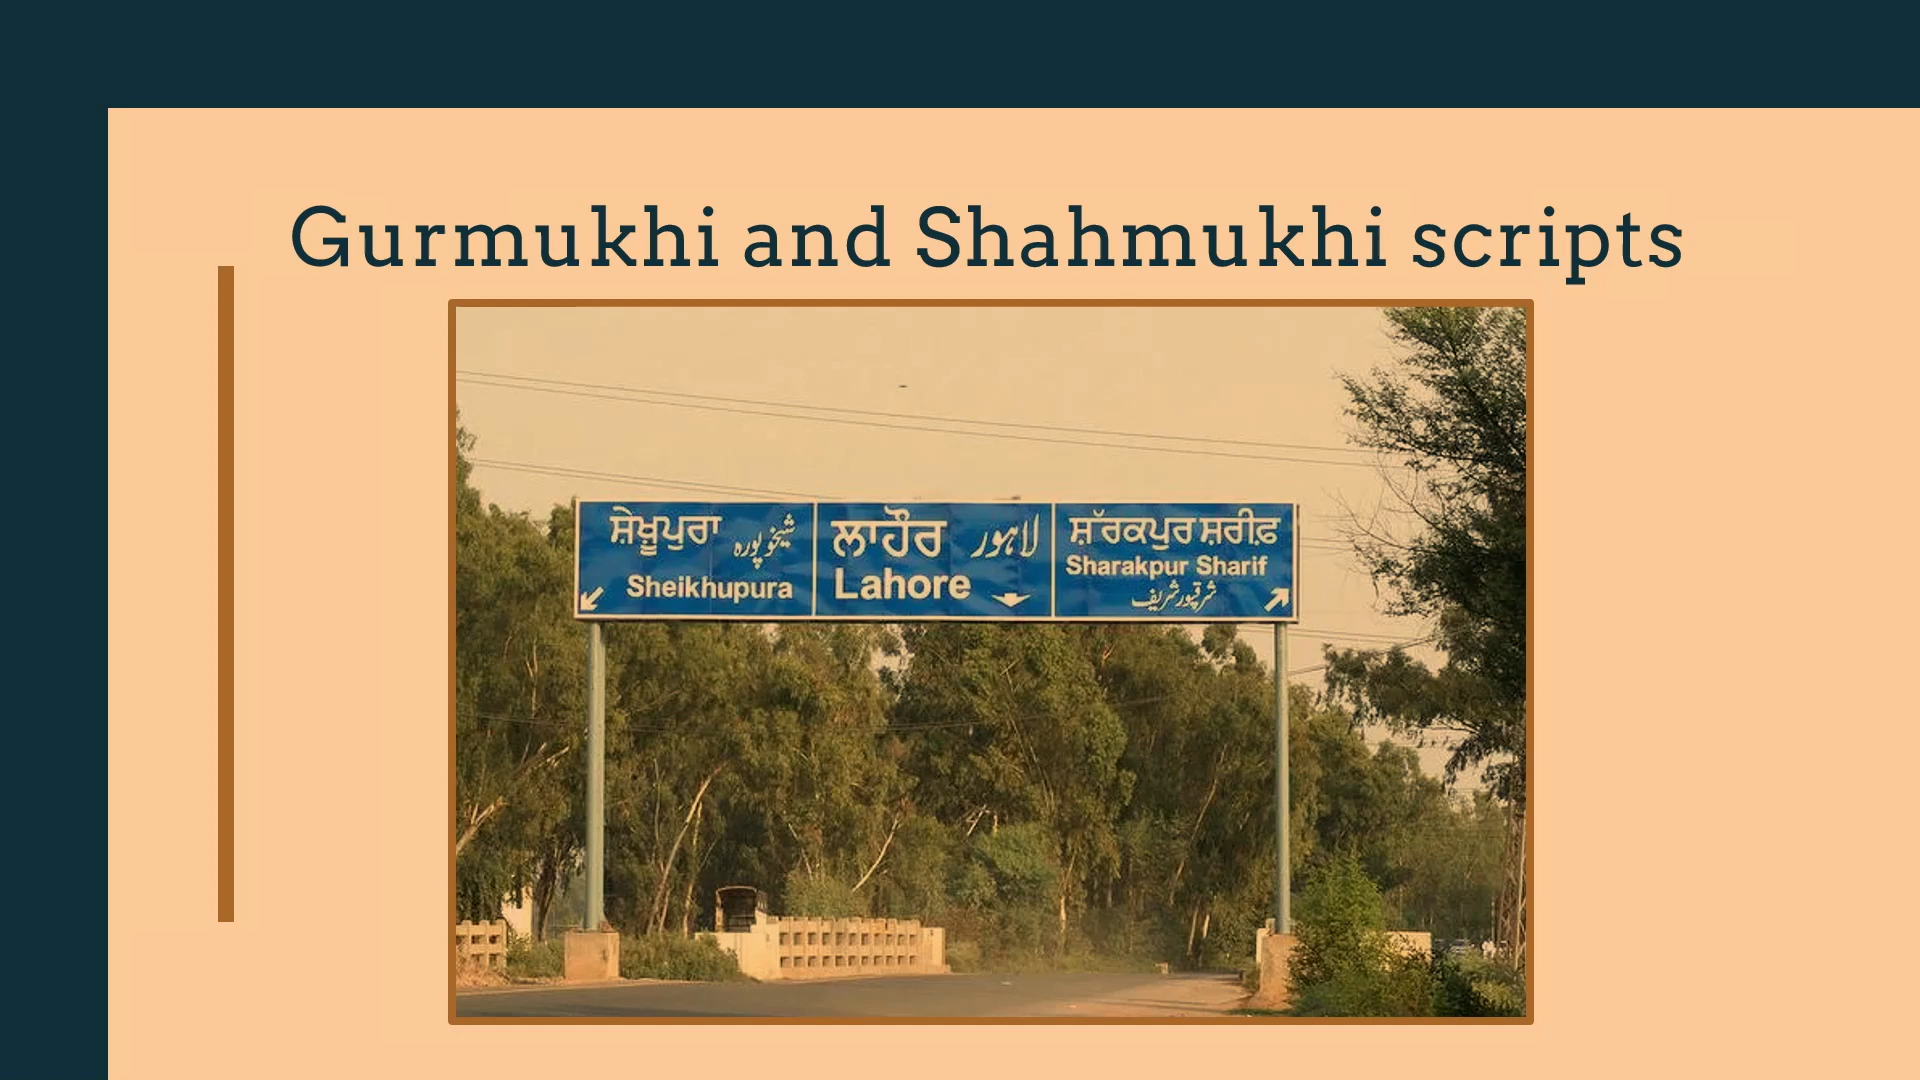 Gurmukhi and Shahmukhi scripts
ਸ਼ੇਖ਼ੂਪੁਰਾ شیخوپورہ
Sheikhupura
ਲਾਹੌਰ لاہور
Lahore
ਸ਼ੱਰਕਪੁਰ ਸ਼ਰੀਫ਼
Sharakpur Sharif
شرقپور شریف